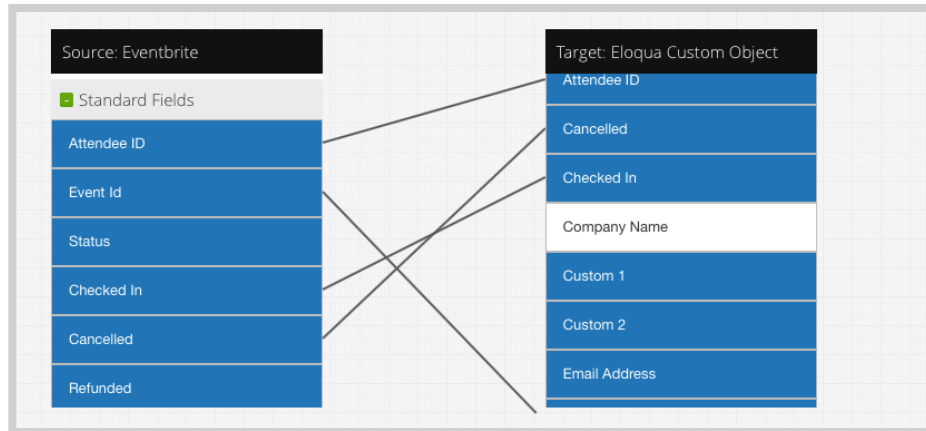 Source: Eventbrite
Standard Fields
Attendee ID
Event Id
Status
Checked In
Cancelled
Refunded
Target: Eloqua Custom Object
Attendee ID
Cancelled
Checked In
Company Name
Custom 1
Custom 2
Email Address